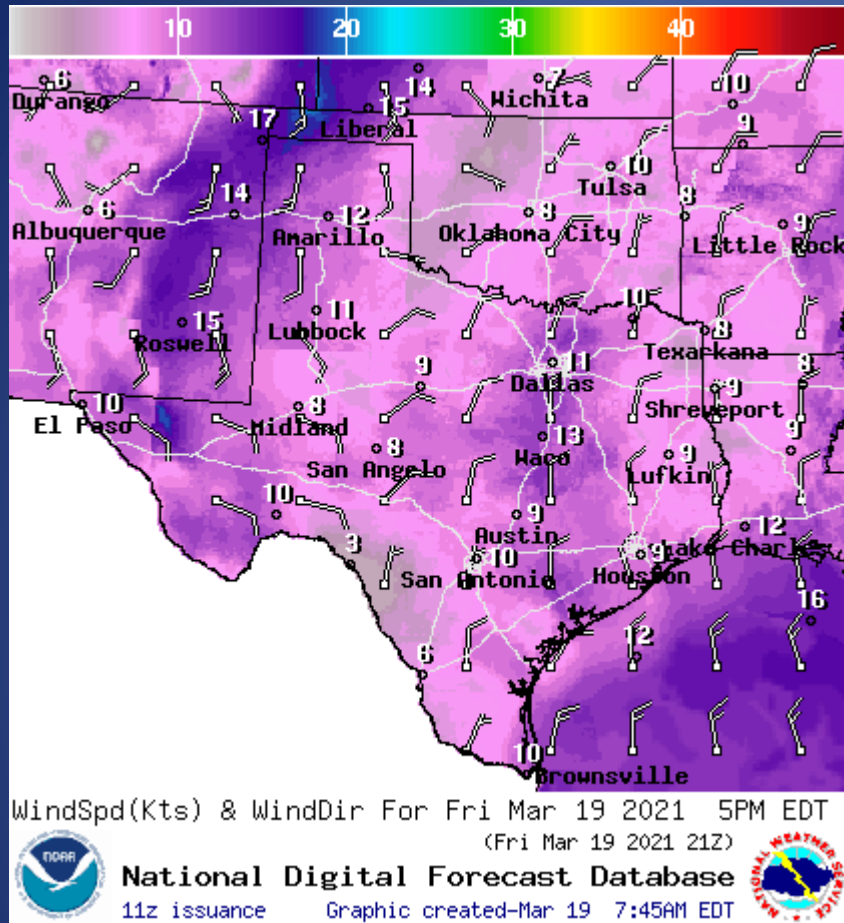 10 20 30 40
6 14 7 10
Durango Wichita
15
Liberal
17 9
10
Tulsa
6 14 12 8 8 9
Albuquerque Amarillo Oklahoma City Little Rock
15 11 10
Roswell Lubbock 8
Texarkana
9 11 8
Dallas
10 8 9
El Paso Midland Shreveport
8 13 9
San Angelo Waco 9
Lufkin
10 9 12
Austin
3 10 9 Lake Charles
San Antonio Houston
16
6 12
10
Brownsville
WindSpd(Kts) & WindDir For Fri Mar 19 2021 5PM EDT
(Fri Mar 19 2021 21Z)
NOAA
National Digital Forecast Database
NATIONAL WEATHER SERVICE
11z issuance Graphic created-Mar 19 7:45AM EDT